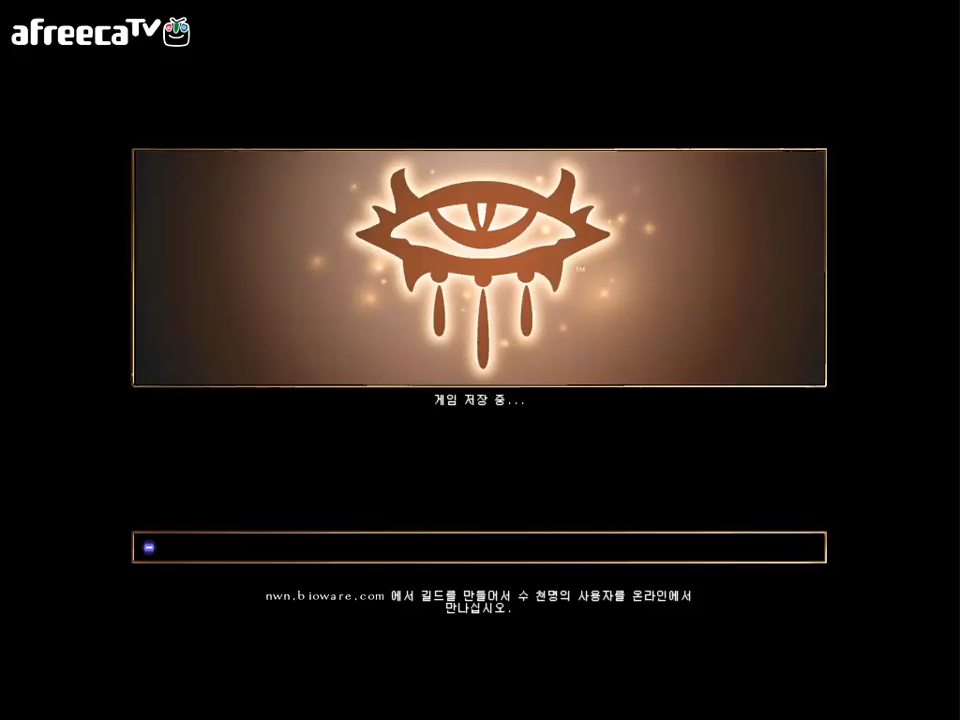 afreecaTV
TM
게임 저장 중...
nwn.bioware.com 에서 길드를 만들어서 수 천명의 사용자를 온라인에서
만나십시오.